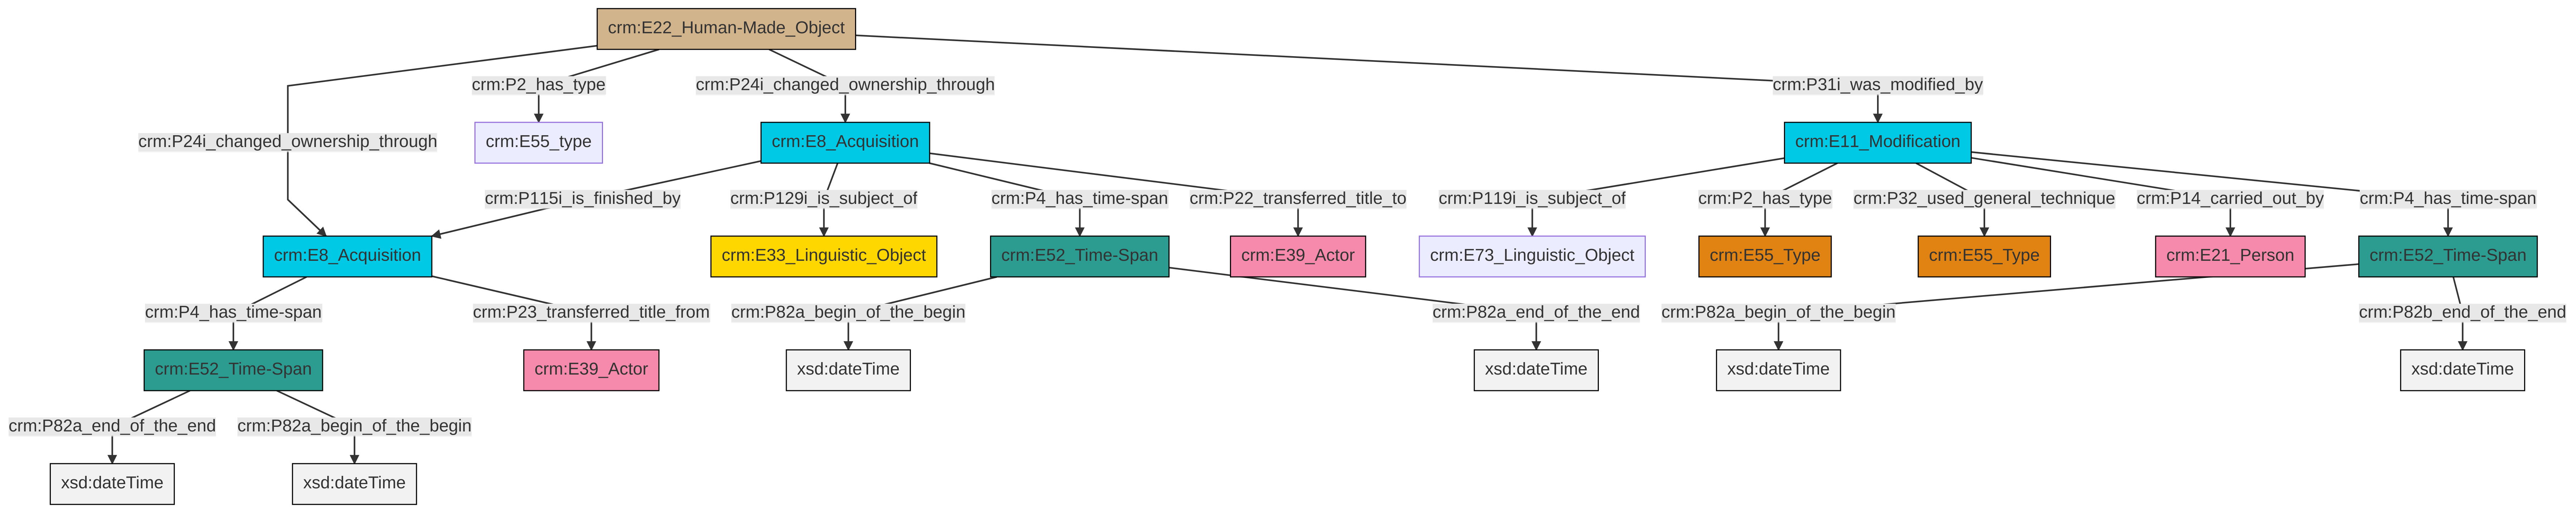 crm:E22_Human-Made_Object
crm:P2_has_type
crm:P24i_changed_ownership_through
crm:P31i_was_modified_by
crm:P24i_changed_ownership_through
crm:E55_type
crm:E8_Acquisition
crm:E11_Modification
crm:P115i_is_finished_by
crm:P129i_is_subject_of
crm:P4_has_time-span
crm:P22_transferred_title_to
crm:P119i_is_subject_of
crm:P2_has_type
crm:P32_used_general_technique
crm:P14_carried_out_by
crm:P4_has_time-span
crm:E8_Acquisition
crm:E33_Linguistic_Object
crm:E52_Time-Span
crm:E39_Actor
crm:E73_Linguistic_Object
crm:E55_Type
crm:E55_Type
crm:E21_Person
crm:E52_Time-Span
crm:P4_has_time-span
crm:P23_transferred_title_from
crm:P82a_begin_of_the_begin
crm:P82a_end_of_the_end
crm:P82a_begin_of_the_begin
crm:P82b_end_of_the_end
crm:E52_Time-Span
crm:E39_Actor
xsd:dateTime
xsd:dateTime
xsd:dateTime
xsd:dateTime
crm:P82a_end_of_the_end
crm:P82a_begin_of_the_begin
xsd:dateTime
xsd:dateTime